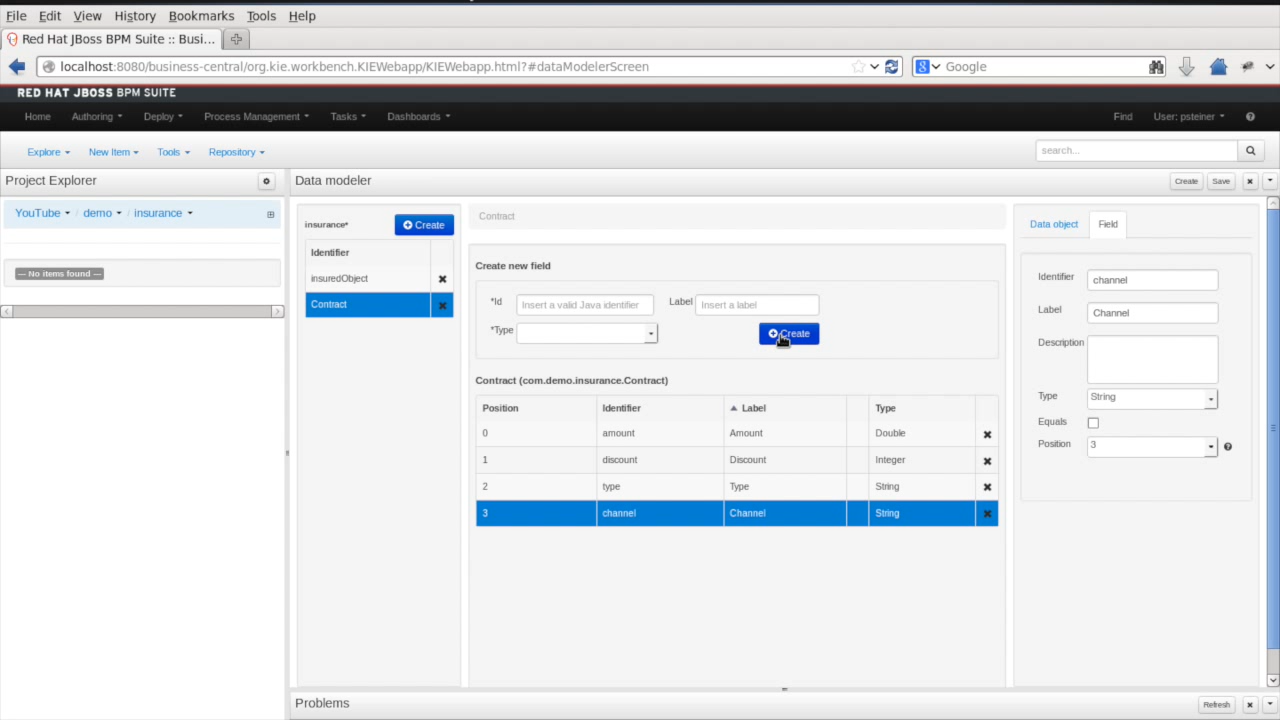 File Edit View History Bookmarks Tools Help
Red Hat JBoss BPM Suite :: Busi...
localhost:8080/business-central/org.kie.workbench.KIEWebapp/KIEWebapp.html?#dataModelerScreen
Google
RED HAT JBOSS BPM SUITE
Home Authoring Deploy Process Management Tasks Dashboards Find User: psteiner
Explore New Item Tools Repository search...
Project Explorer
Data modeler Create Save
YouTube / demo / insurance
— No items found —
insurance* Create
Identifier
insuredObject
Contract
Contract
Create new field
*Id Insert a valid Java identifier Label Insert a label
*Type Create
Contract (com.demo.insurance.Contract)
Position Identifier Label Type
0 amount Amount Double
1 discount Discount Integer
2 type Type String
3 channel Channel String
Data object Field
Identifier channel
Label Channel
Description
Type String
Equals
Position 3
Problems Refresh